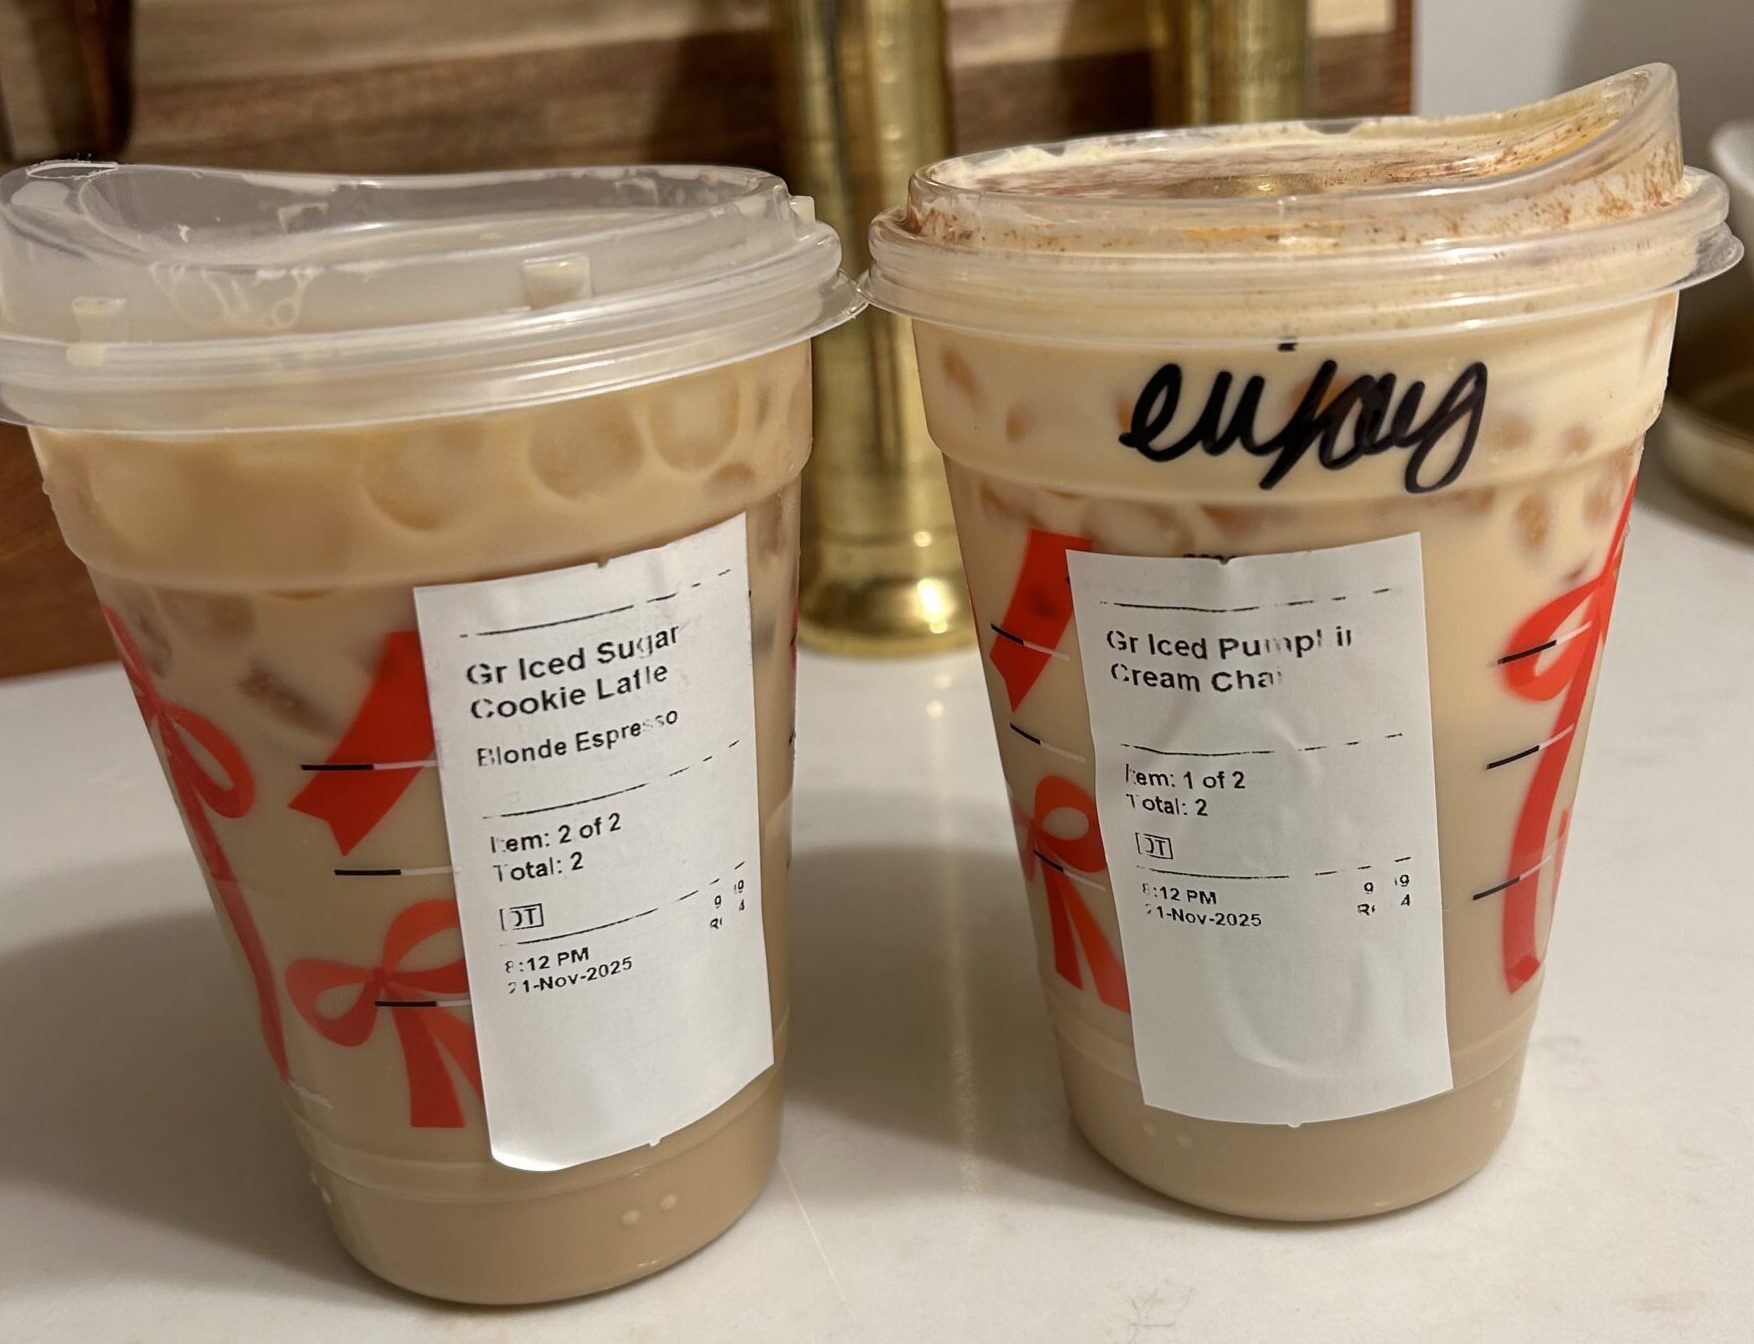 Gr Iced Sugar
Cookie Latte
Blonde Espresso
Item: 2 of 2
Total: 2
DT
8:12 PM
21-Nov-2025
enjoy
Gr Iced Pumpkin
Cream Chai
Item: 1 of 2
Total: 2
DT
8:12 PM
21-Nov-2025